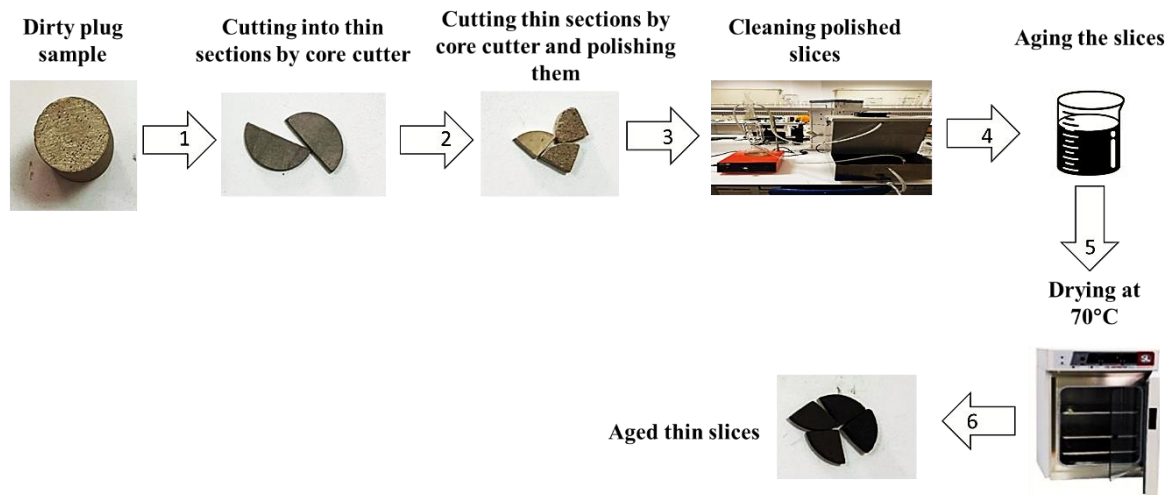 Dirty plug
sample
Cutting into thin
sections by core cutter
Cutting thin sections by
core cutter and polishing
them
Cleaning polished
slices
Aging the slices
1
2
3
4
5
Drying at
70°C
6
Aged thin slices